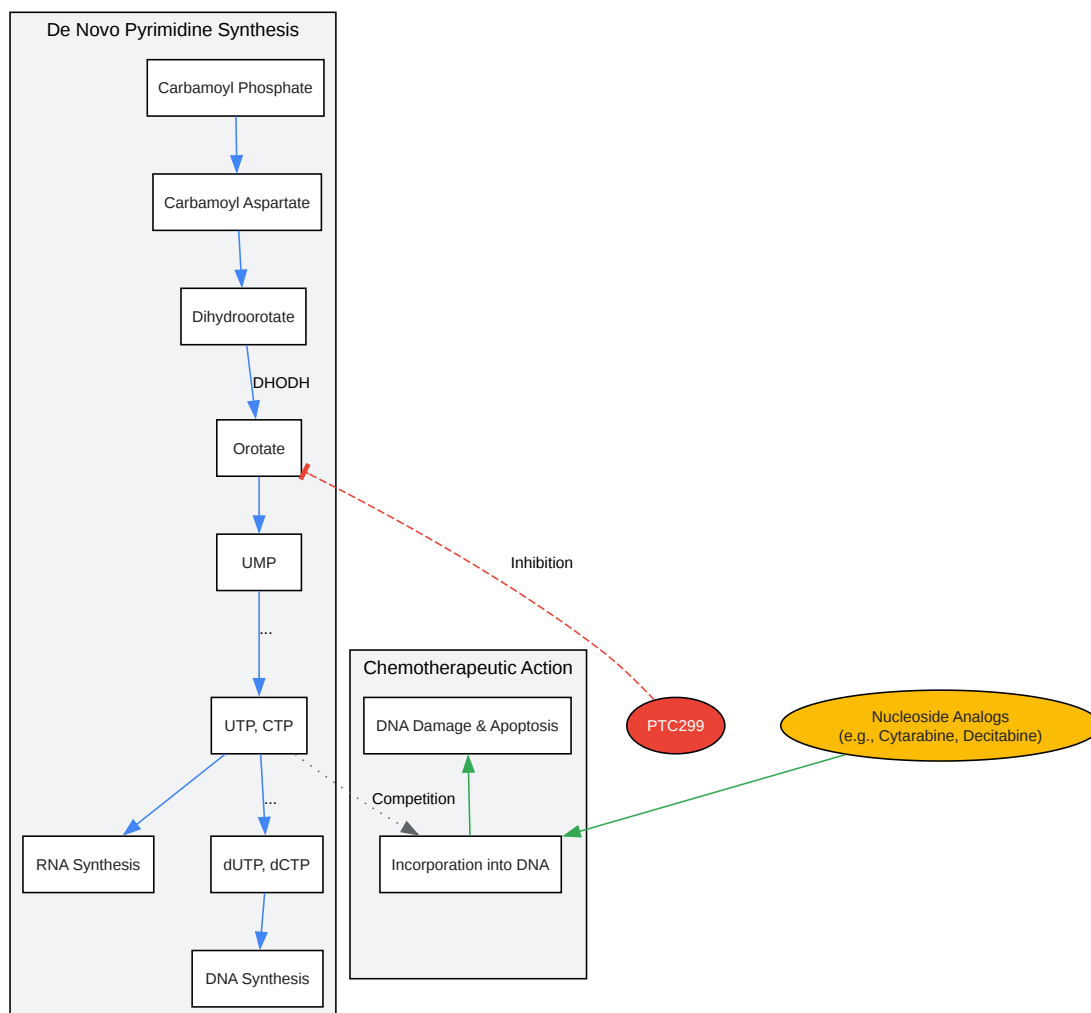 De Novo Pyrimidine Synthesis
Carbamoyl Phosphate
Carbamoyl Aspartate
Dihydroorotate
DHODH
Orotate
Inhibition
UMP
...
Chemotherapeutic Action
UTP, CTP
DNA Damage & Apoptosis
PTC299
Nucleoside Analogs
(e.g., Cytarabine, Decitabine)
...
Competition
RNA Synthesis
dUTP, dCTP
Incorporation into DNA
DNA Synthesis